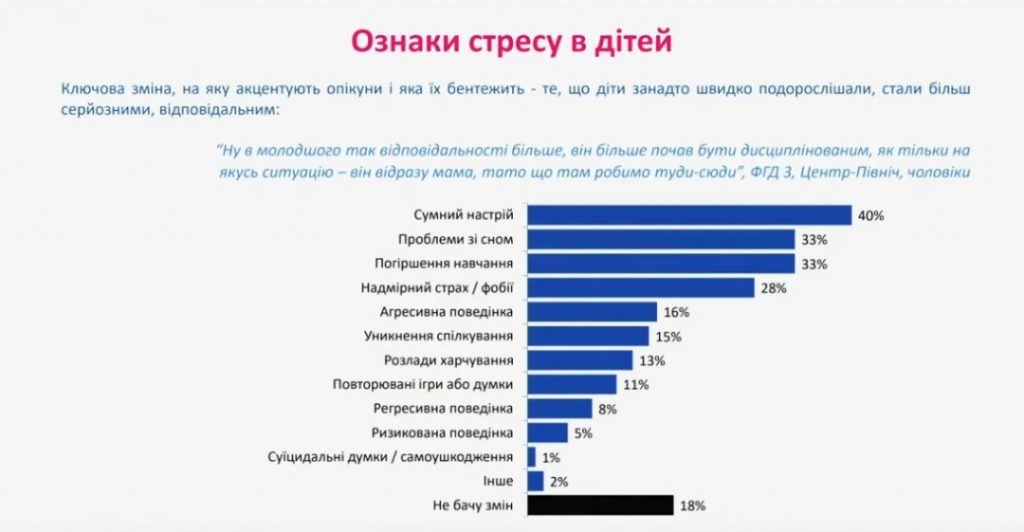 Ознаки стресу в дітей
Ключова зміна, на яку акцентують опікуни і яка їх бентежить - те, що діти занадто швидко подорослішали, стали більш
серйозними, відповідальним:
"Ну в молодшого так відповідальності більше, він більше почав бути дисциплінованим, як тільки на
якусь ситуацію – він відразу мама, тато що там робимо туди-сюди", ФГД 3, Центр-Північ, чоловіки
Сумний настрій 40%
Проблеми зі сном 33%
Погіршення навчання 33%
Надмірний страх / фобії 28%
Агресивна поведінка 16%
Уникнення спілкування 15%
Розлади харчування 13%
Повторювані ігри або думки 11%
Регресивна поведінка 8%
Ризикована поведінка 5%
Суїцидальні думки / самоушкодження 1%
Інше 2%
Не бачу змін 18%